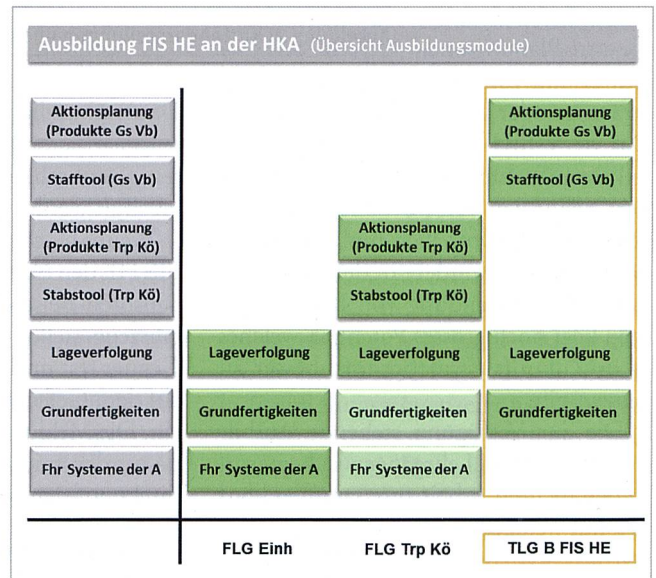 Ausbildung FIS HE an der HKA (Übersicht Ausbildungsmodule)
Aktionsplanung
(Produkte Gs Vb)
Aktionsplanung
(Produkte Gs Vb)
Stafftool (Gs Vb)
Stafftool (Gs Vb)
Aktionsplanung
(Produkte Trp Kö)
Aktionsplanung
(Produkte Trp Kö)
Stabstool (Trp Kö)
Stabstool (Trp Kö)
Lageverfolgung
Lageverfolgung
Lageverfolgung
Lageverfolgung
Grundfertigkeiten
Grundfertigkeiten
Grundfertigkeiten
Grundfertigkeiten
Fhr Systeme der A
Fhr Systeme der A
Fhr Systeme der A
FLG Einh
FLG Trp Kö
TLG B FIS HE